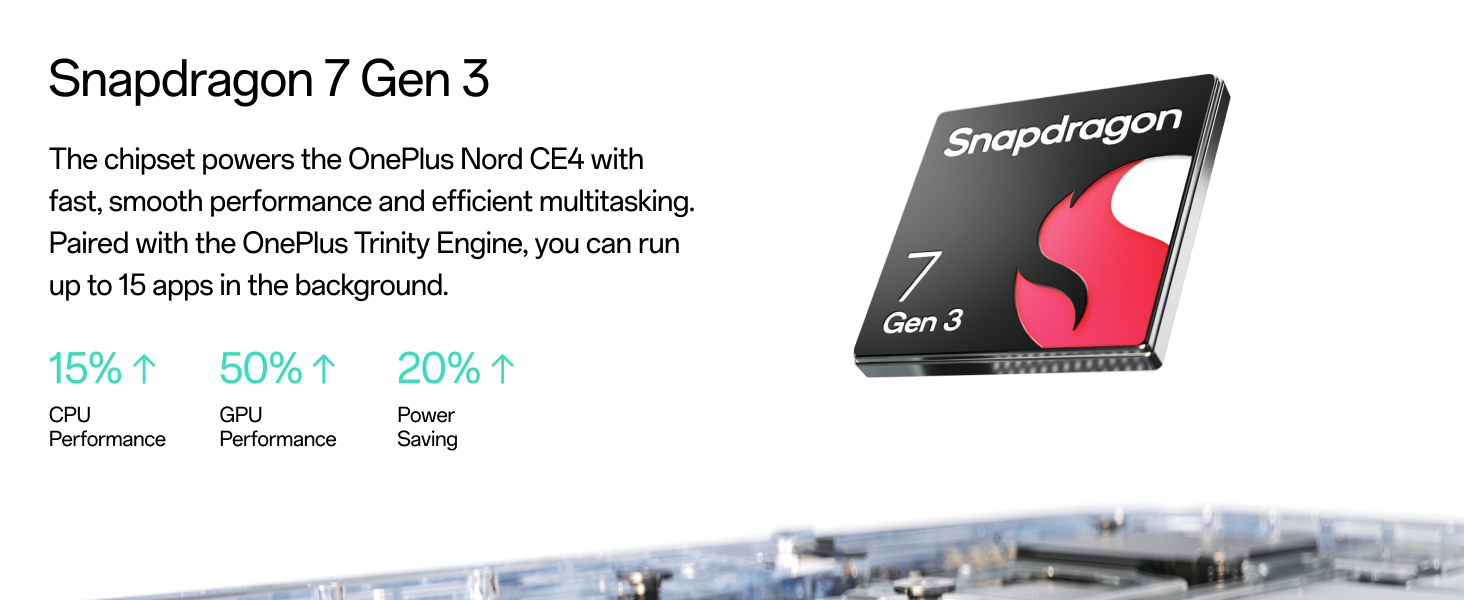 Snapdragon 7 Gen 3
The chipset powers the OnePlus Nord CE4 with
fast, smooth performance and efficient multitasking.
Paired with the OnePlus Trinity Engine, you can run
up to 15 apps in the background.
15% ↑ 50% ↑ 20% ↑
CPU GPU Power
Performance Performance Saving
Snapdragon
7
Gen 3